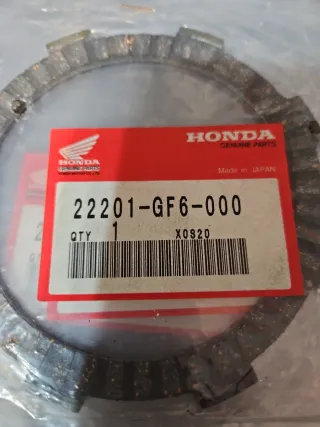 HONDA
HONDA
GENUINE PARTS
Made in JAPAN
22201-GF6-000
QTY 1 X0S20